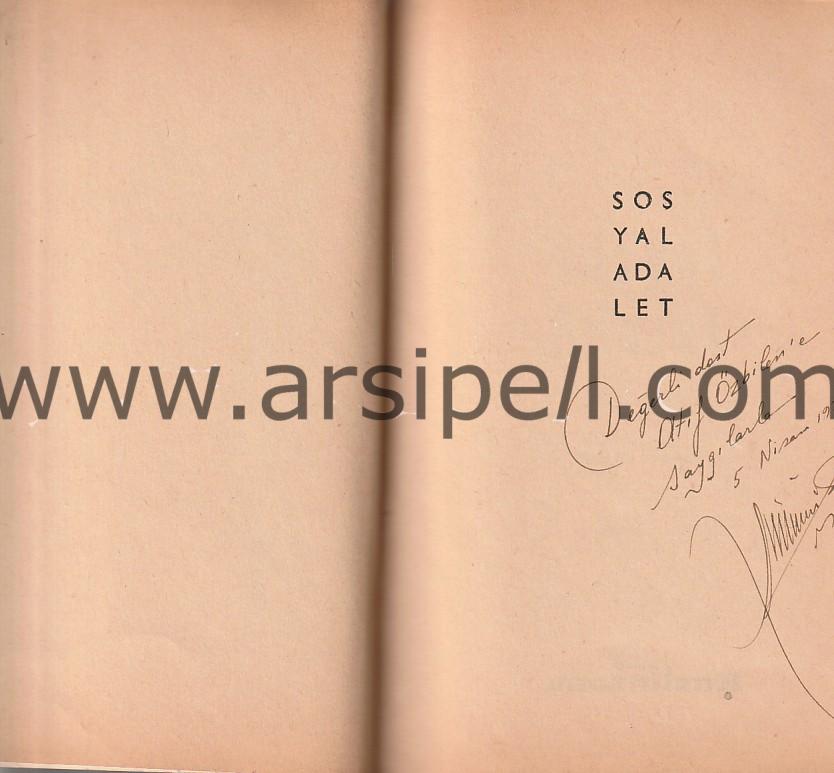 SOS
YAL
ADA
LET
www.arsipell.com
Değerli dost
Atıf Özbilen'e
saygılarla
5 Nisan